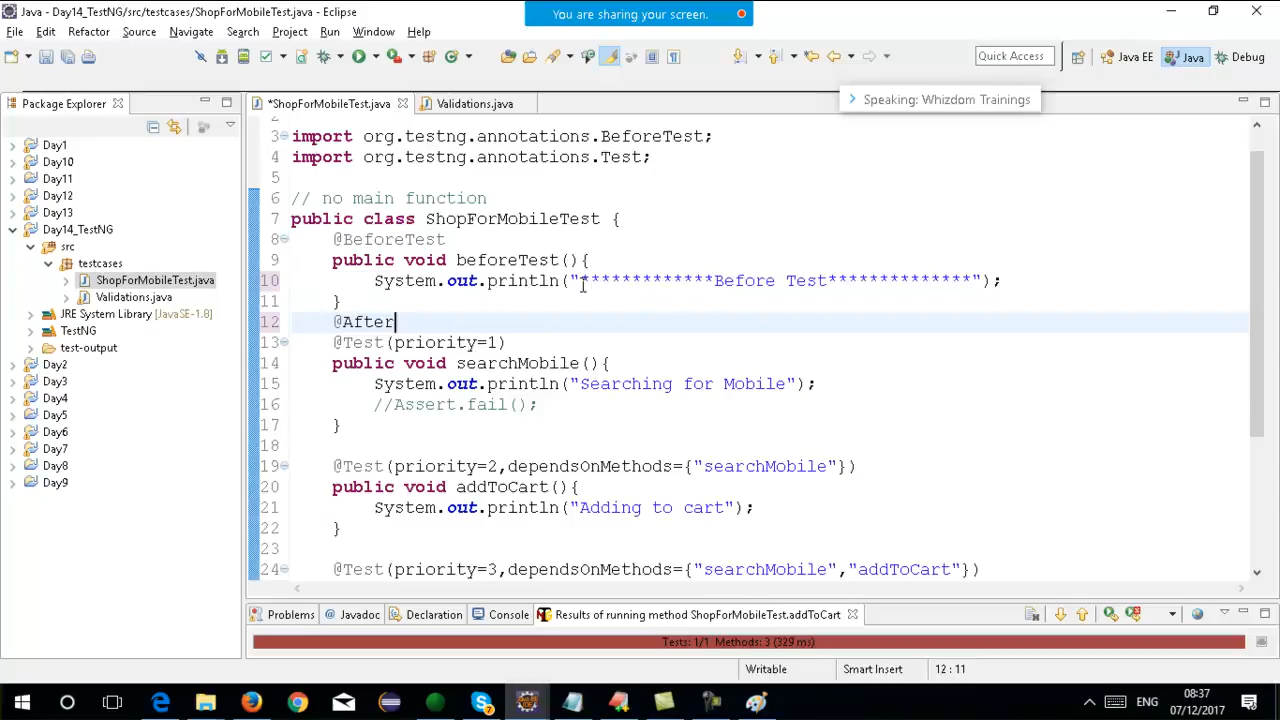 Java - Day14_TestNG/src/testcases/ShopForMobileTest.java - Eclipse
You are sharing your screen.
File Edit Refactor Source Navigate Search Project Run Window Help
Quick Access
Java EE
Java
Debug
Speaking: Whizdom Trainings
Package Explorer
Day1
Day10
Day11
Day12
Day13
Day14_TestNG
src
testcases
ShopForMobileTest.java
Validations.java
JRE System Library [JavaSE-1.8]
TestNG
test-output
Day2
Day3
Day4
Day5
Day6
Day7
Day8
Day9
*ShopForMobileTest.java
Validations.java
2
3 import org.testng.annotations.BeforeTest;
4 import org.testng.annotations.Test;
5
6 // no main function
7 public class ShopForMobileTest {
8 @BeforeTest
9 public void beforeTest(){
10 System.out.println("*************Before Test**************");
11 }
12 @After
13 @Test(priority=1)
14 public void searchMobile(){
15 System.out.println("Searching for Mobile");
16 //Assert.fail();
17 }
18
19 @Test(priority=2,dependsOnMethods={"searchMobile"})
20 public void addToCart(){
21 System.out.println("Adding to cart");
22 }
23
24 @Test(priority=3,dependsOnMethods={"searchMobile","addToCart"})
Problems @ Javadoc Declaration Console Results of running method ShopForMobileTest.addToCart
Tests: 1/1 Methods: 3 (329 ms)
Writable Smart Insert 12 : 11
ENG
08:37
07/12/2017